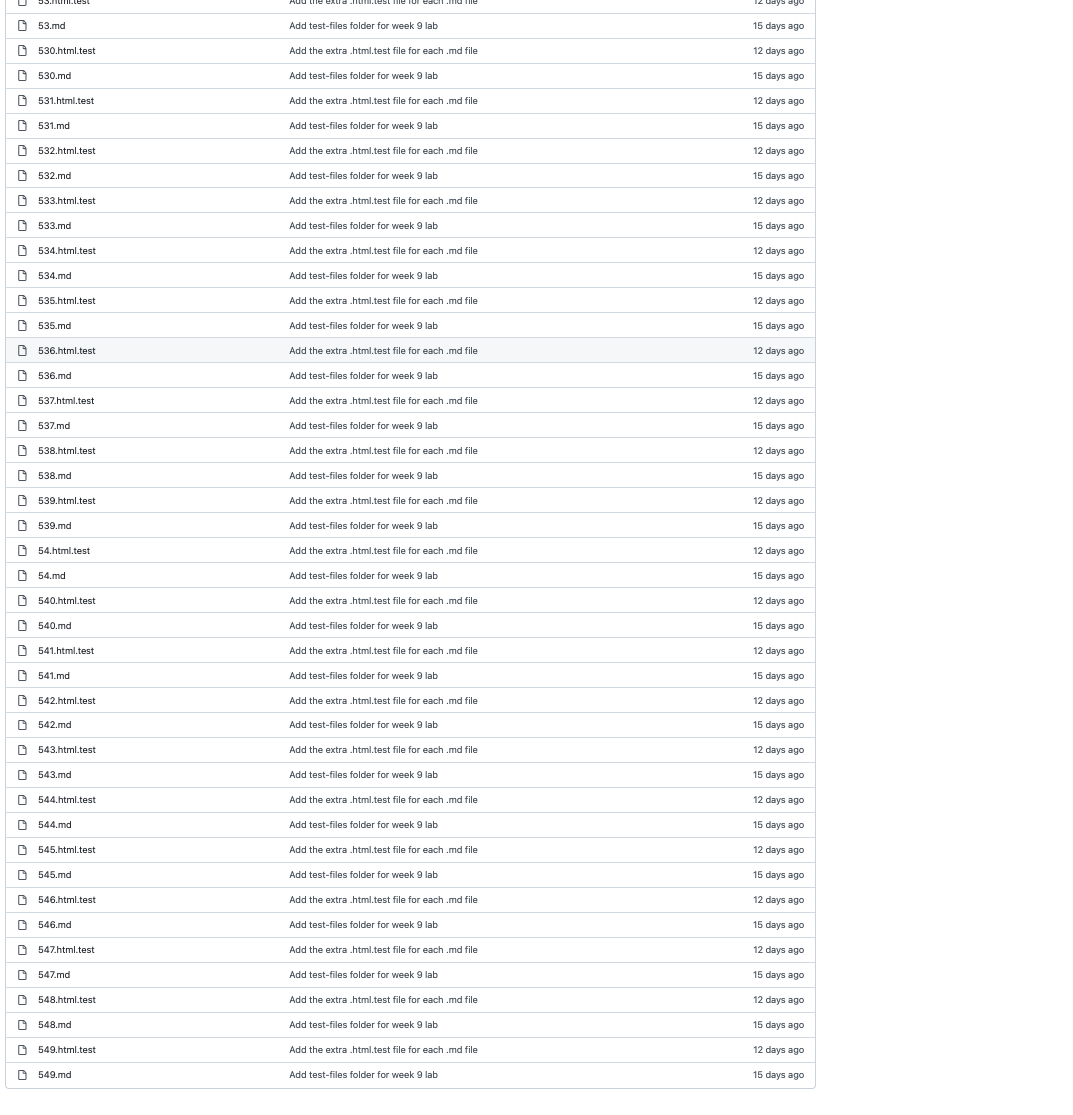 53.html.test Add the extra .html.test file for each .md file 12 days ago
53.md Add test-files folder for week 9 lab 15 days ago
530.html.test Add the extra .html.test file for each .md file 12 days ago
530.md Add test-files folder for week 9 lab 15 days ago
531.html.test Add the extra .html.test file for each .md file 12 days ago
531.md Add test-files folder for week 9 lab 15 days ago
532.html.test Add the extra .html.test file for each .md file 12 days ago
532.md Add test-files folder for week 9 lab 15 days ago
533.html.test Add the extra .html.test file for each .md file 12 days ago
533.md Add test-files folder for week 9 lab 15 days ago
534.html.test Add the extra .html.test file for each .md file 12 days ago
534.md Add test-files folder for week 9 lab 15 days ago
535.html.test Add the extra .html.test file for each .md file 12 days ago
535.md Add test-files folder for week 9 lab 15 days ago
536.html.test Add the extra .html.test file for each .md file 12 days ago
536.md Add test-files folder for week 9 lab 15 days ago
537.html.test Add the extra .html.test file for each .md file 12 days ago
537.md Add test-files folder for week 9 lab 15 days ago
538.html.test Add the extra .html.test file for each .md file 12 days ago
538.md Add test-files folder for week 9 lab 15 days ago
539.html.test Add the extra .html.test file for each .md file 12 days ago
539.md Add test-files folder for week 9 lab 15 days ago
54.html.test Add the extra .html.test file for each .md file 12 days ago
54.md Add test-files folder for week 9 lab 15 days ago
540.html.test Add the extra .html.test file for each .md file 12 days ago
540.md Add test-files folder for week 9 lab 15 days ago
541.html.test Add the extra .html.test file for each .md file 12 days ago
541.md Add test-files folder for week 9 lab 15 days ago
542.html.test Add the extra .html.test file for each .md file 12 days ago
542.md Add test-files folder for week 9 lab 15 days ago
543.html.test Add the extra .html.test file for each .md file 12 days ago
543.md Add test-files folder for week 9 lab 15 days ago
544.html.test Add the extra .html.test file for each .md file 12 days ago
544.md Add test-files folder for week 9 lab 15 days ago
545.html.test Add the extra .html.test file for each .md file 12 days ago
545.md Add test-files folder for week 9 lab 15 days ago
546.html.test Add the extra .html.test file for each .md file 12 days ago
546.md Add test-files folder for week 9 lab 15 days ago
547.html.test Add the extra .html.test file for each .md file 12 days ago
547.md Add test-files folder for week 9 lab 15 days ago
548.html.test Add the extra .html.test file for each .md file 12 days ago
548.md Add test-files folder for week 9 lab 15 days ago
549.html.test Add the extra .html.test file for each .md file 12 days ago
549.md Add test-files folder for week 9 lab 15 days ago